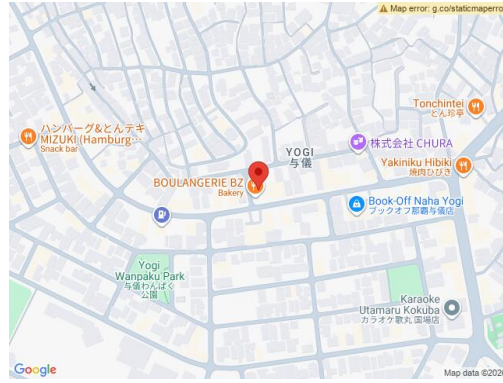 Map error: g.co/staticmaperro
Tonchintei
とん珍亭
ハンバーグ&とんテキ
MIZUKI (Hamburg…
Snack bar
YOGI
与儀
株式会社 CHURA
Yakiniku Hibiki
焼肉ひびき
BOULANGERIE BZ
Bakery
Book-Off Naha Yogi
ブックオフ那覇与儀店
Yogi
Wanpaku Park
与儀わんぱく
公園
Karaoke
Utamaru Kokuba
カラオケ歌丸 国場店
Google
Map data ©202